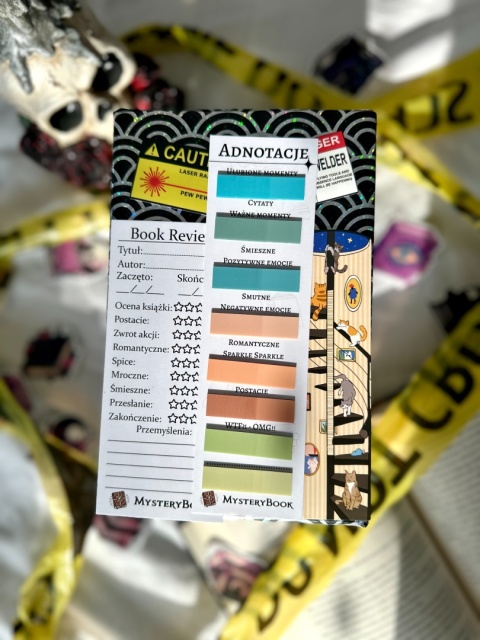 CAUT
LASER RA
PEW PEW
GER
WELDER
Book Revie
Tytuł:
Autor:
Zaczęto: Skońc
Ocena książki:
Postacie:
Zwrot akcji:
Romantyczne:
Spice:
Mroczne:
Śmieszne:
Przesłanie:
Zakończenie:
Przemyślenia:
MysteryBo
Adnotacje
Ulubione momenty
Cytaty
Ważne momenty
Śmieszne
Pozytywne emocje
Smutne
Negatywne emocje
Romantyczne
Sparkle Sparkle
Postacie
WTF?! OMG!!
MysteryBook